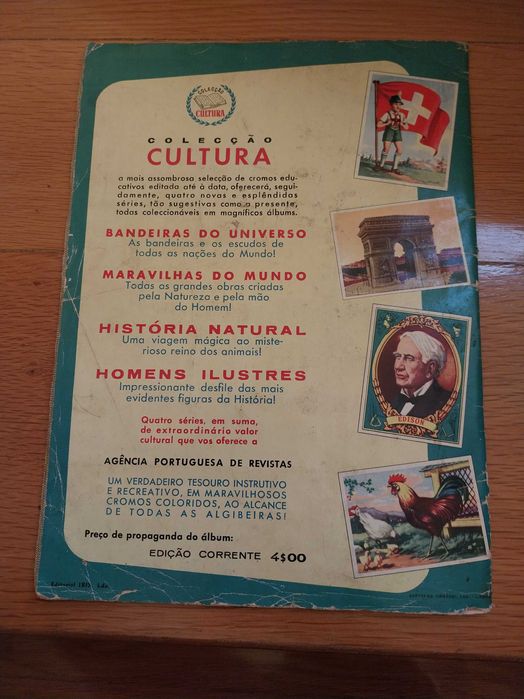 COLECÇÃO
CULTURA
COLECÇÃO
CULTURA
a mais assombrosa selecção de cromos edu-
cativos editada até à data, oferecerá, segui-
damente, quatro novas e esplêndidas
séries, tão sugestivas como a presente,
todas coleccionáveis em magníficos álbums.
BANDEIRAS DO UNIVERSO
As bandeiras e os escudos de
todas as nações do Mundo!
MARAVILHAS DO MUNDO
Todas as grandes obras criadas
pela Natureza e pela mão
do Homem!
HISTÓRIA NATURAL
Uma viagem mágica ao miste-
rioso reino dos animais!
HOMENS ILUSTRES
Impressionante desfile das mais
evidentes figuras da História!
Quatro séries, em suma,
de extraordinário valor
cultural que vos oferece a
AGÊNCIA PORTUGUESA DE REVISTAS
UM VERDADEIRO TESOURO INSTRUTIVO
E RECREATIVO, EM MARAVILHOSOS
CROMOS COLORIDOS, AO ALCANCE
DE TODAS AS ALGIBEIRAS!
Preço de propaganda do álbum:
EDIÇÃO CORRENTE 4$00
EDISON
Editorial IBIS, Lda.